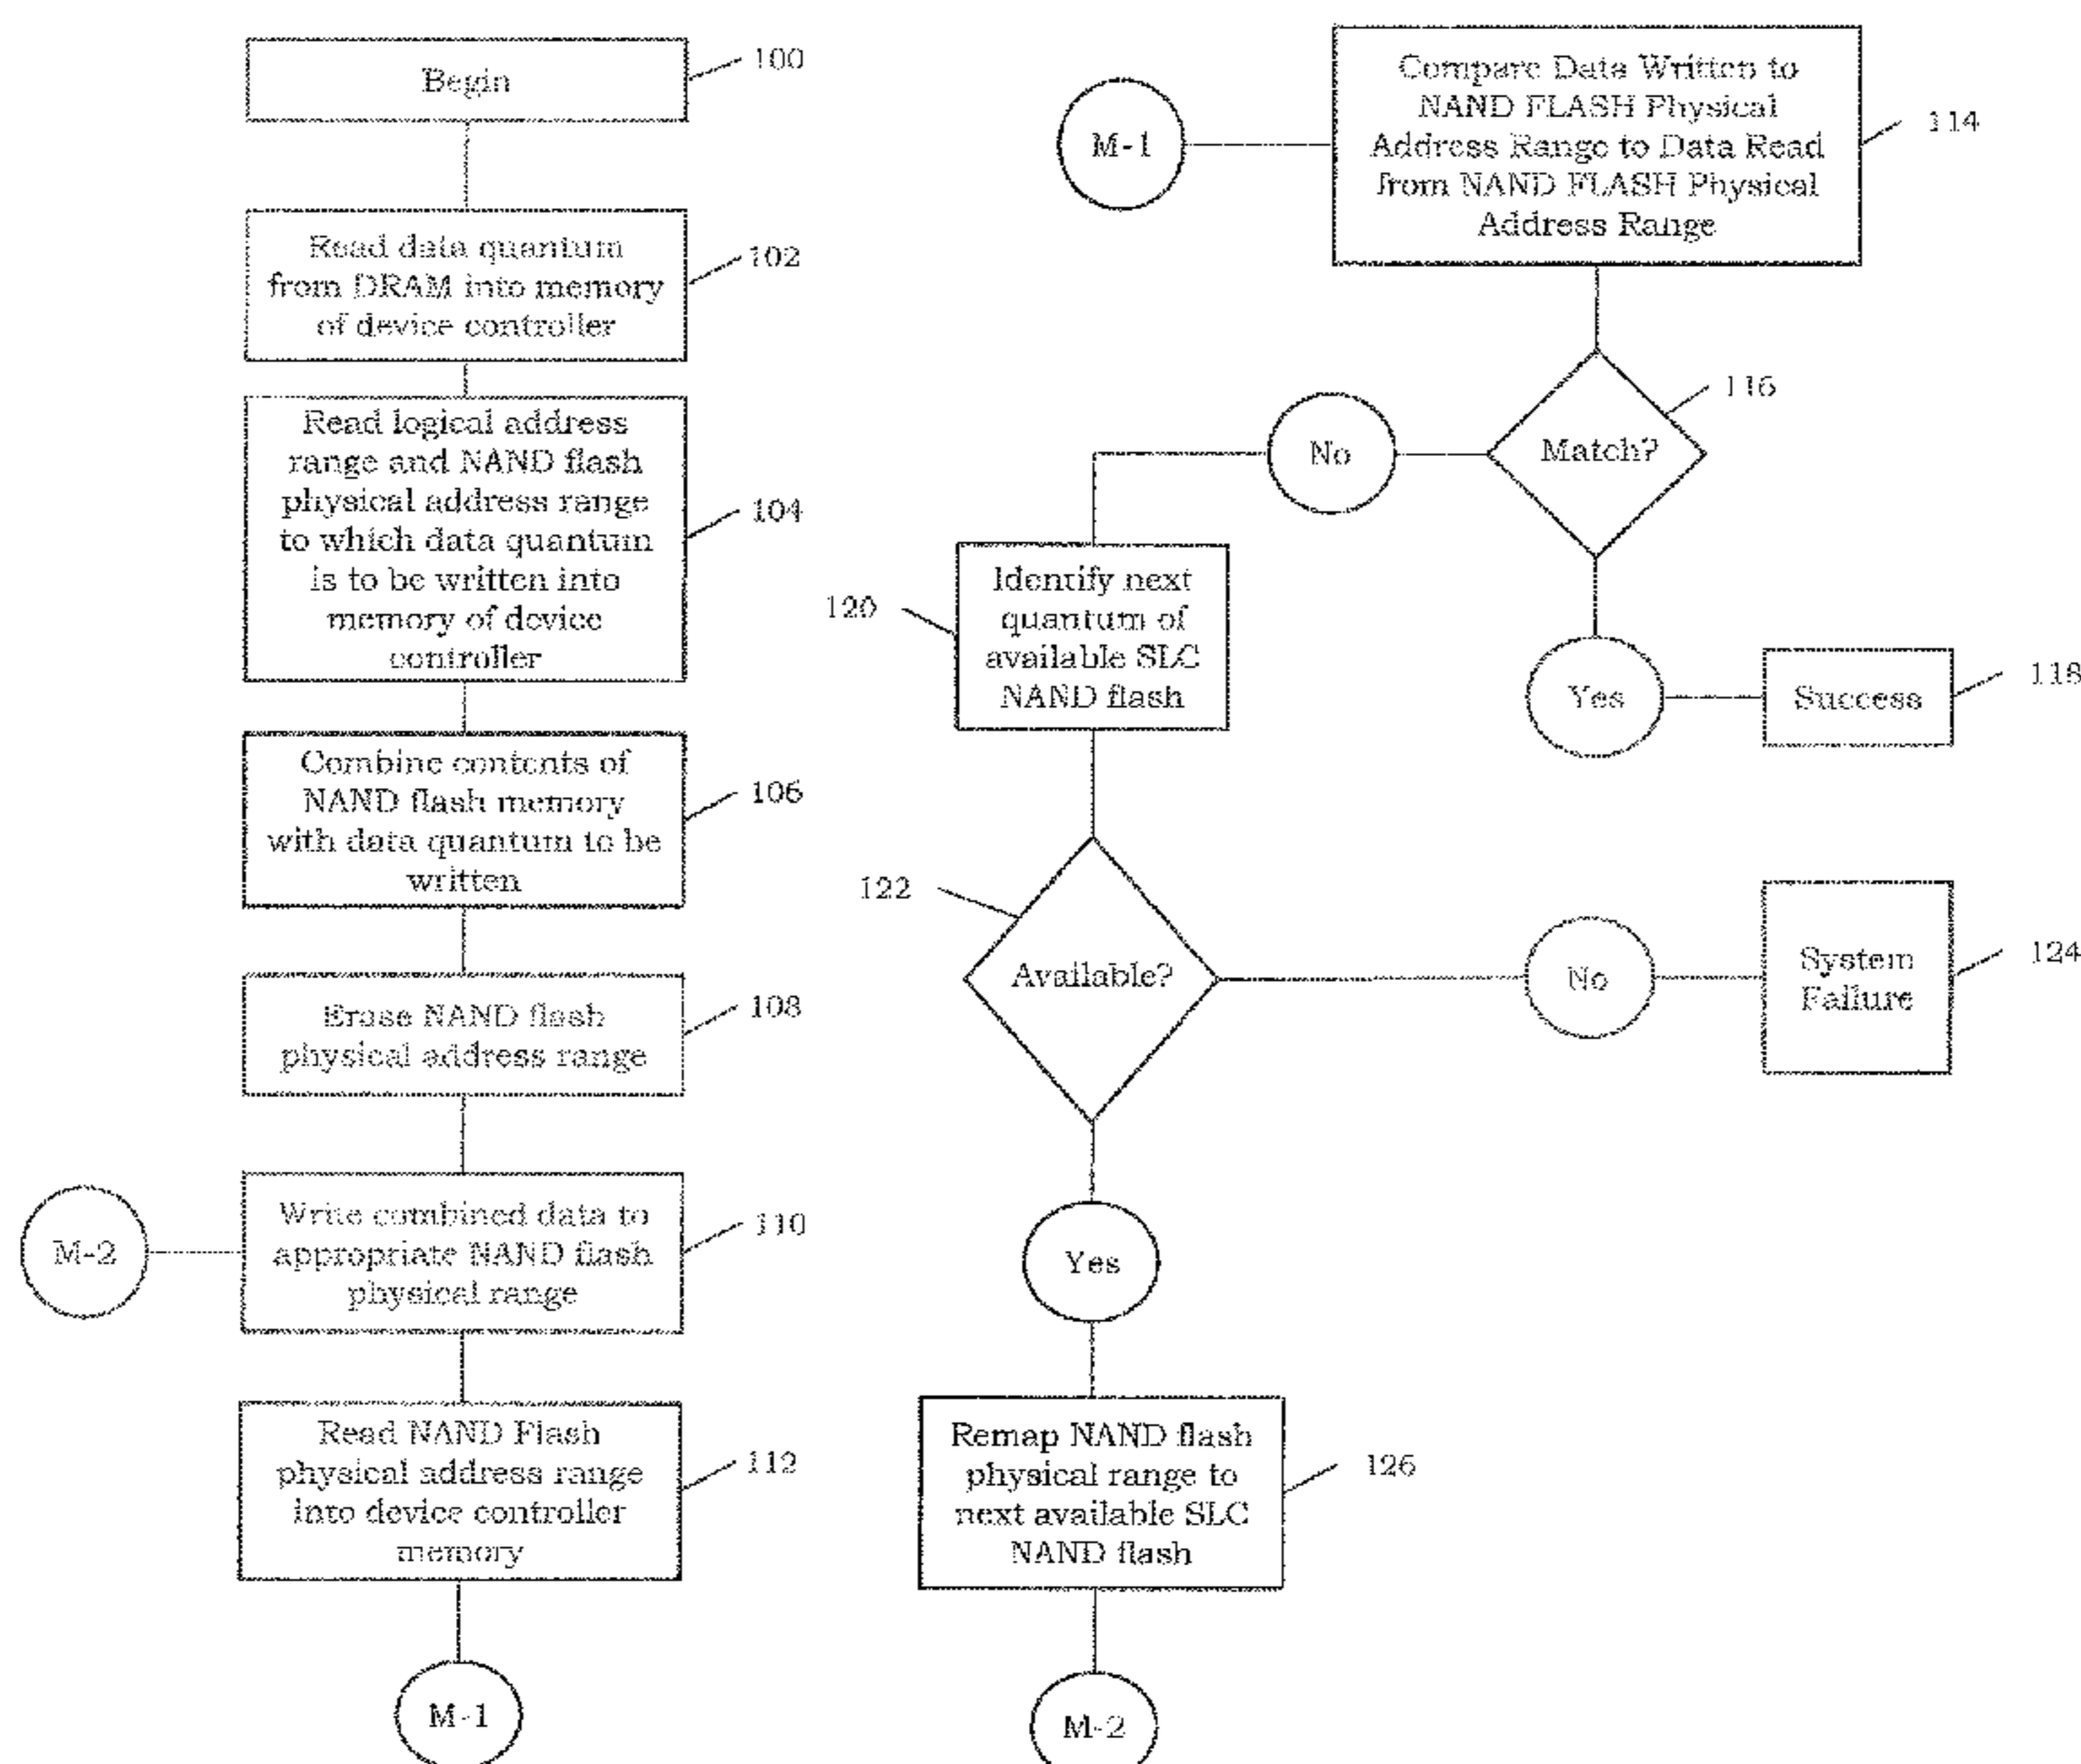 Begin
100
Read data quantum
from DRAM into memory
of device controller
102
Read logical address
range and NAND flash
physical address range
to which data quantum
is to be written into
memory of device
controller
104
Combine contents of
NAND flash memory
with data quantum to be
written
106
Erase NAND flash
physical address range
108
M-2
Write combined data to
appropriate NAND flash
physical range
110
Read NAND Flash
physical address range
into device controller
memory
112
M-1
M-1
Compare Data Written to
NAND FLASH Physical
Address Range to Data Read
from NAND FLASH Physical
Address Range
114
Match?
116
No
Yes
Success
118
Identify next
quantum of
available SLC
NAND flash
120
Available?
122
No
System
Failure
124
Yes
Remap NAND flash
physical range to
next available SLC
NAND flash
126
M-2